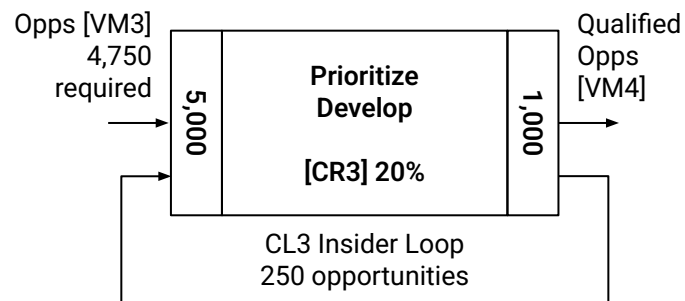 Opps [VM3]
4,750
required
5,000
Prioritize
Develop
[CR3] 20%
1,000
Qualified
Opps
[VM4]
CL3 Insider Loop
250 opportunities